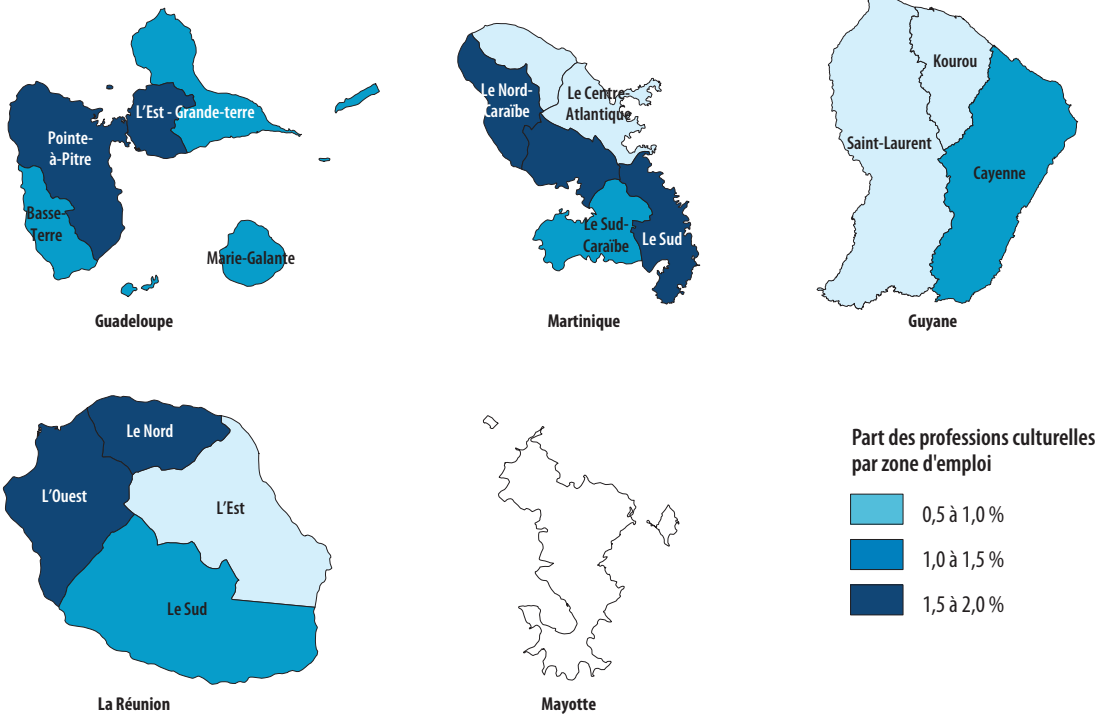 L'Est - Grande-terre
Pointe-
à-Pitre
Basse-
Terre
Marie-Galante
Guadeloupe
Le Nord-
Caraïbe
Le Centre-
Atlantique
Le Sud-
Caraïbe
Le Sud
Martinique
Kourou
Saint-Laurent
Cayenne
Guyane
Le Nord
L'Ouest
L'Est
Le Sud
La Réunion
Mayotte
Part des professions culturelles
par zone d'emploi
0,5 à 1,0 %
1,0 à 1,5 %
1,5 à 2,0 %